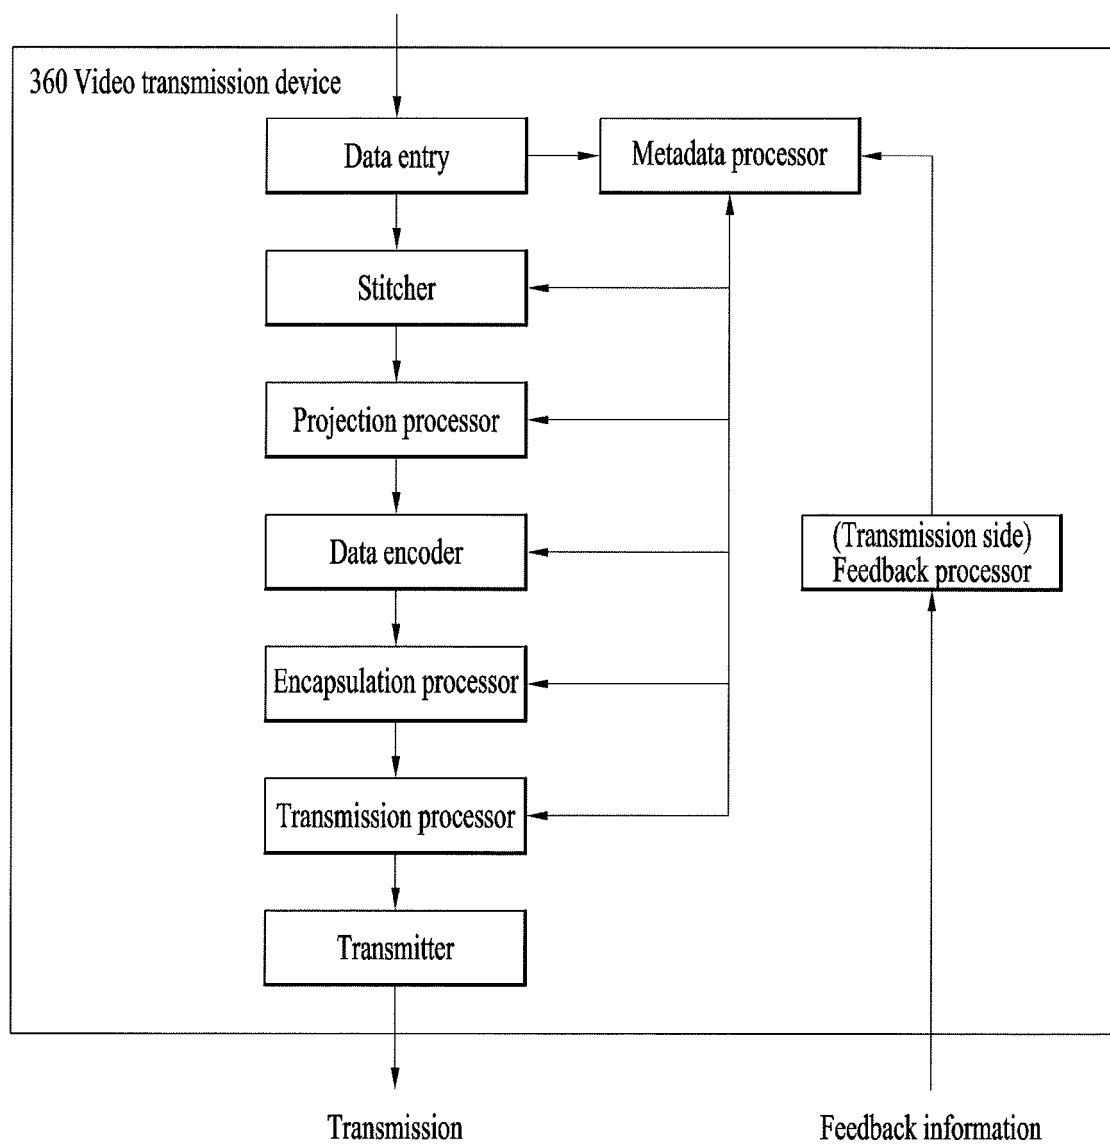 360 Video transmission device
Data entry
Metadata processor
Stitcher
Projection processor
Data encoder
(Transmission side)
Feedback processor
Encapsulation processor
Transmission processor
Transmitter
Transmission
Feedback information